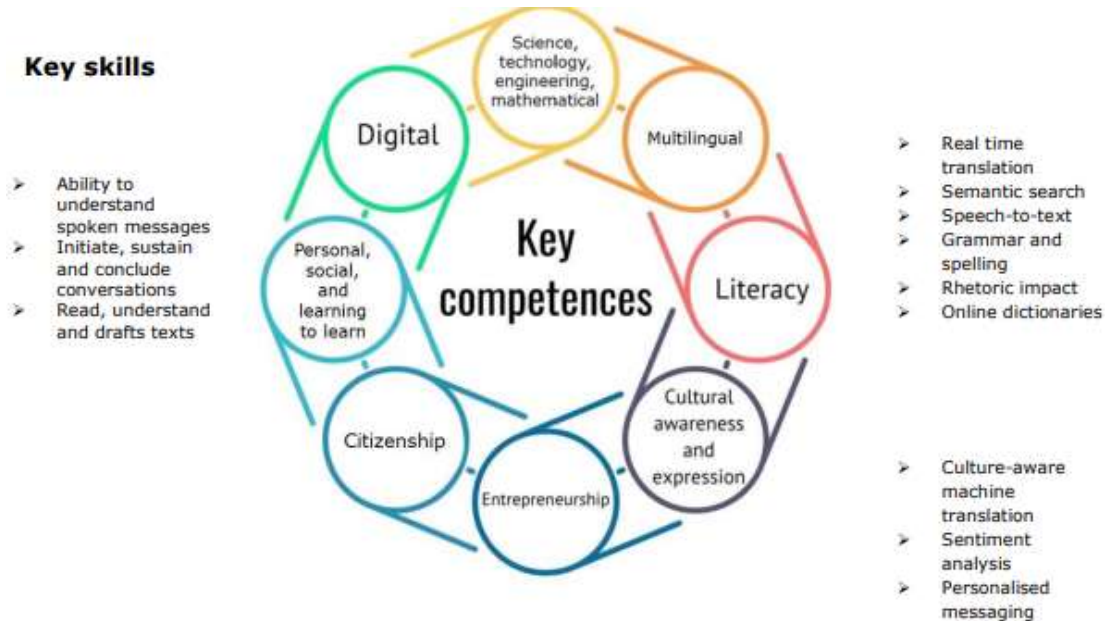 Key skills
➢ Ability to
understand
spoken messages
➢ Initiate, sustain
and conclude
conversations
➢ Read, understand
and drafts texts
Science,
technology,
engineering,
mathematical
Digital
Multilingual
Personal,
social,
and
learning
to learn
Key
competences
Literacy
Citizenship
Cultural
awareness
and
expression
Entrepreneurship
➢ Real time
translation
➢ Semantic search
➢ Speech-to-text
➢ Grammar and
spelling
➢ Rhetoric impact
➢ Online dictionaries
➢ Culture-aware
machine
translation
➢ Sentiment
analysis
➢ Personalised
messaging